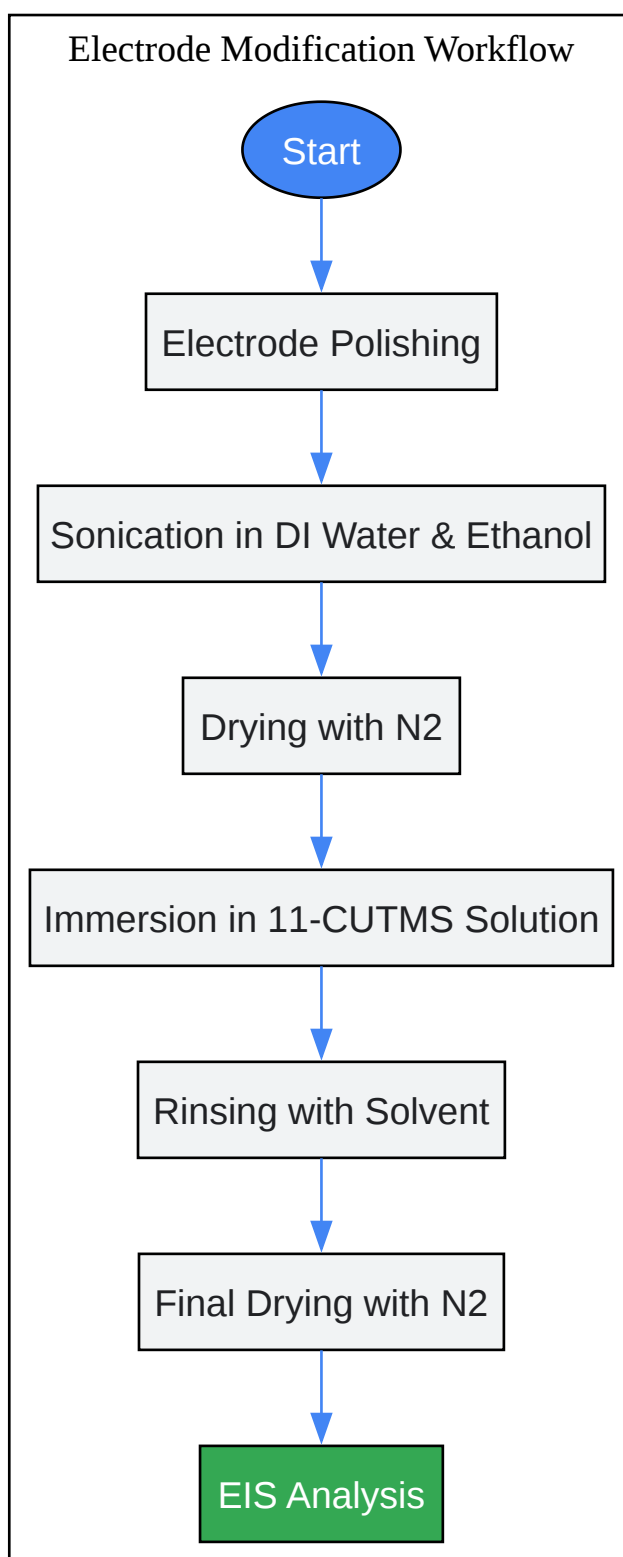 Electrode Modification Workflow
Start
Electrode Polishing
Sonication in DI Water & Ethanol
Drying with N2
Immersion in 11-CUTMS Solution
Rinsing with Solvent
Final Drying with N2
EIS Analysis